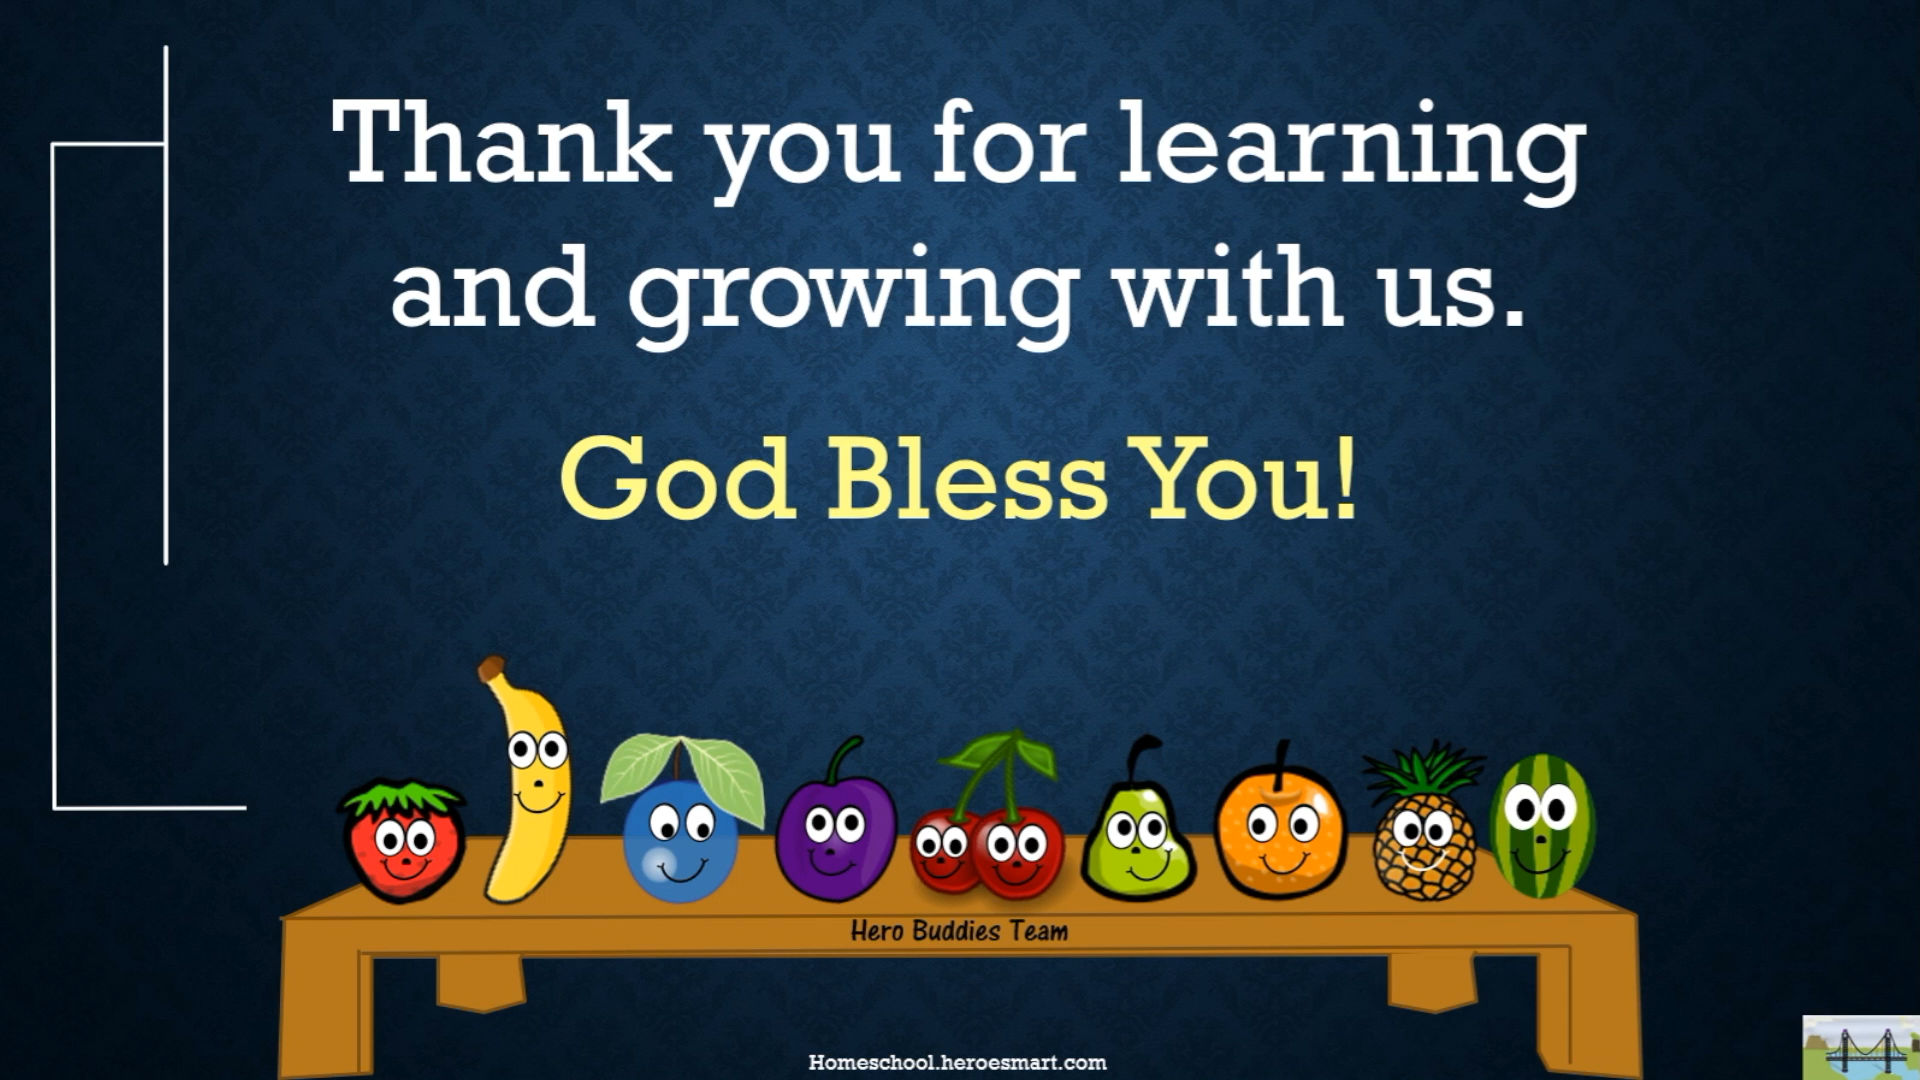 Thank you for learning
and growing with us.
God Bless You!
Hero Buddies Team
Homeschool.heroesmart.com